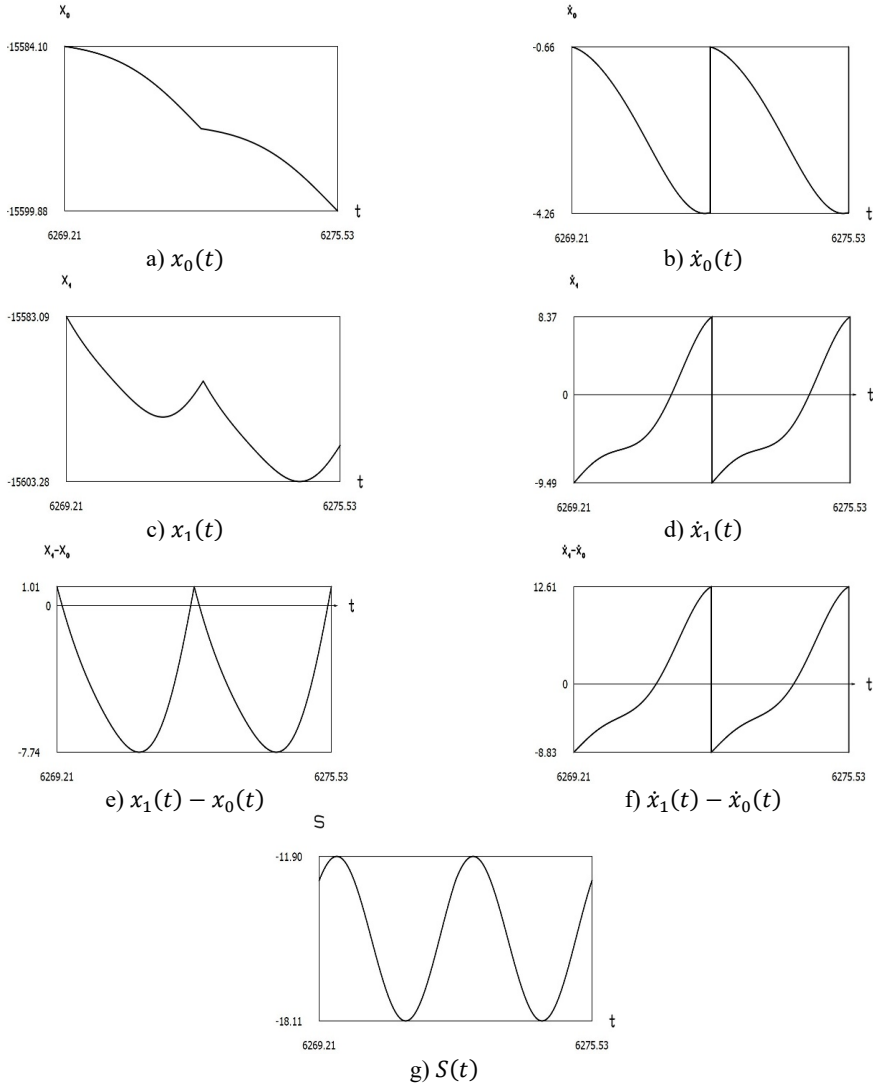 X₀
-15584.10
-15599.88
t
6269.21 6275.53
a) x₀(t)
ẋ₀
-0.66
-4.26
t
6269.21 6275.53
b) ẋ₀(t)
X₁
-15583.09
-15603.28
t
6269.21 6275.53
c) x₁(t)
ẋ₁
8.37
0
-9.49
t
6269.21 6275.53
d) ẋ₁(t)
X₁-X₀
1.01
0
-7.74
t
6269.21 6275.53
e) x₁(t) − x₀(t)
ẋ₁-ẋ₀
12.61
0
-8.83
t
6269.21 6275.53
f) ẋ₁(t) − ẋ₀(t)
S
-11.90
-18.11
t
6269.21 6275.53
g) S(t)